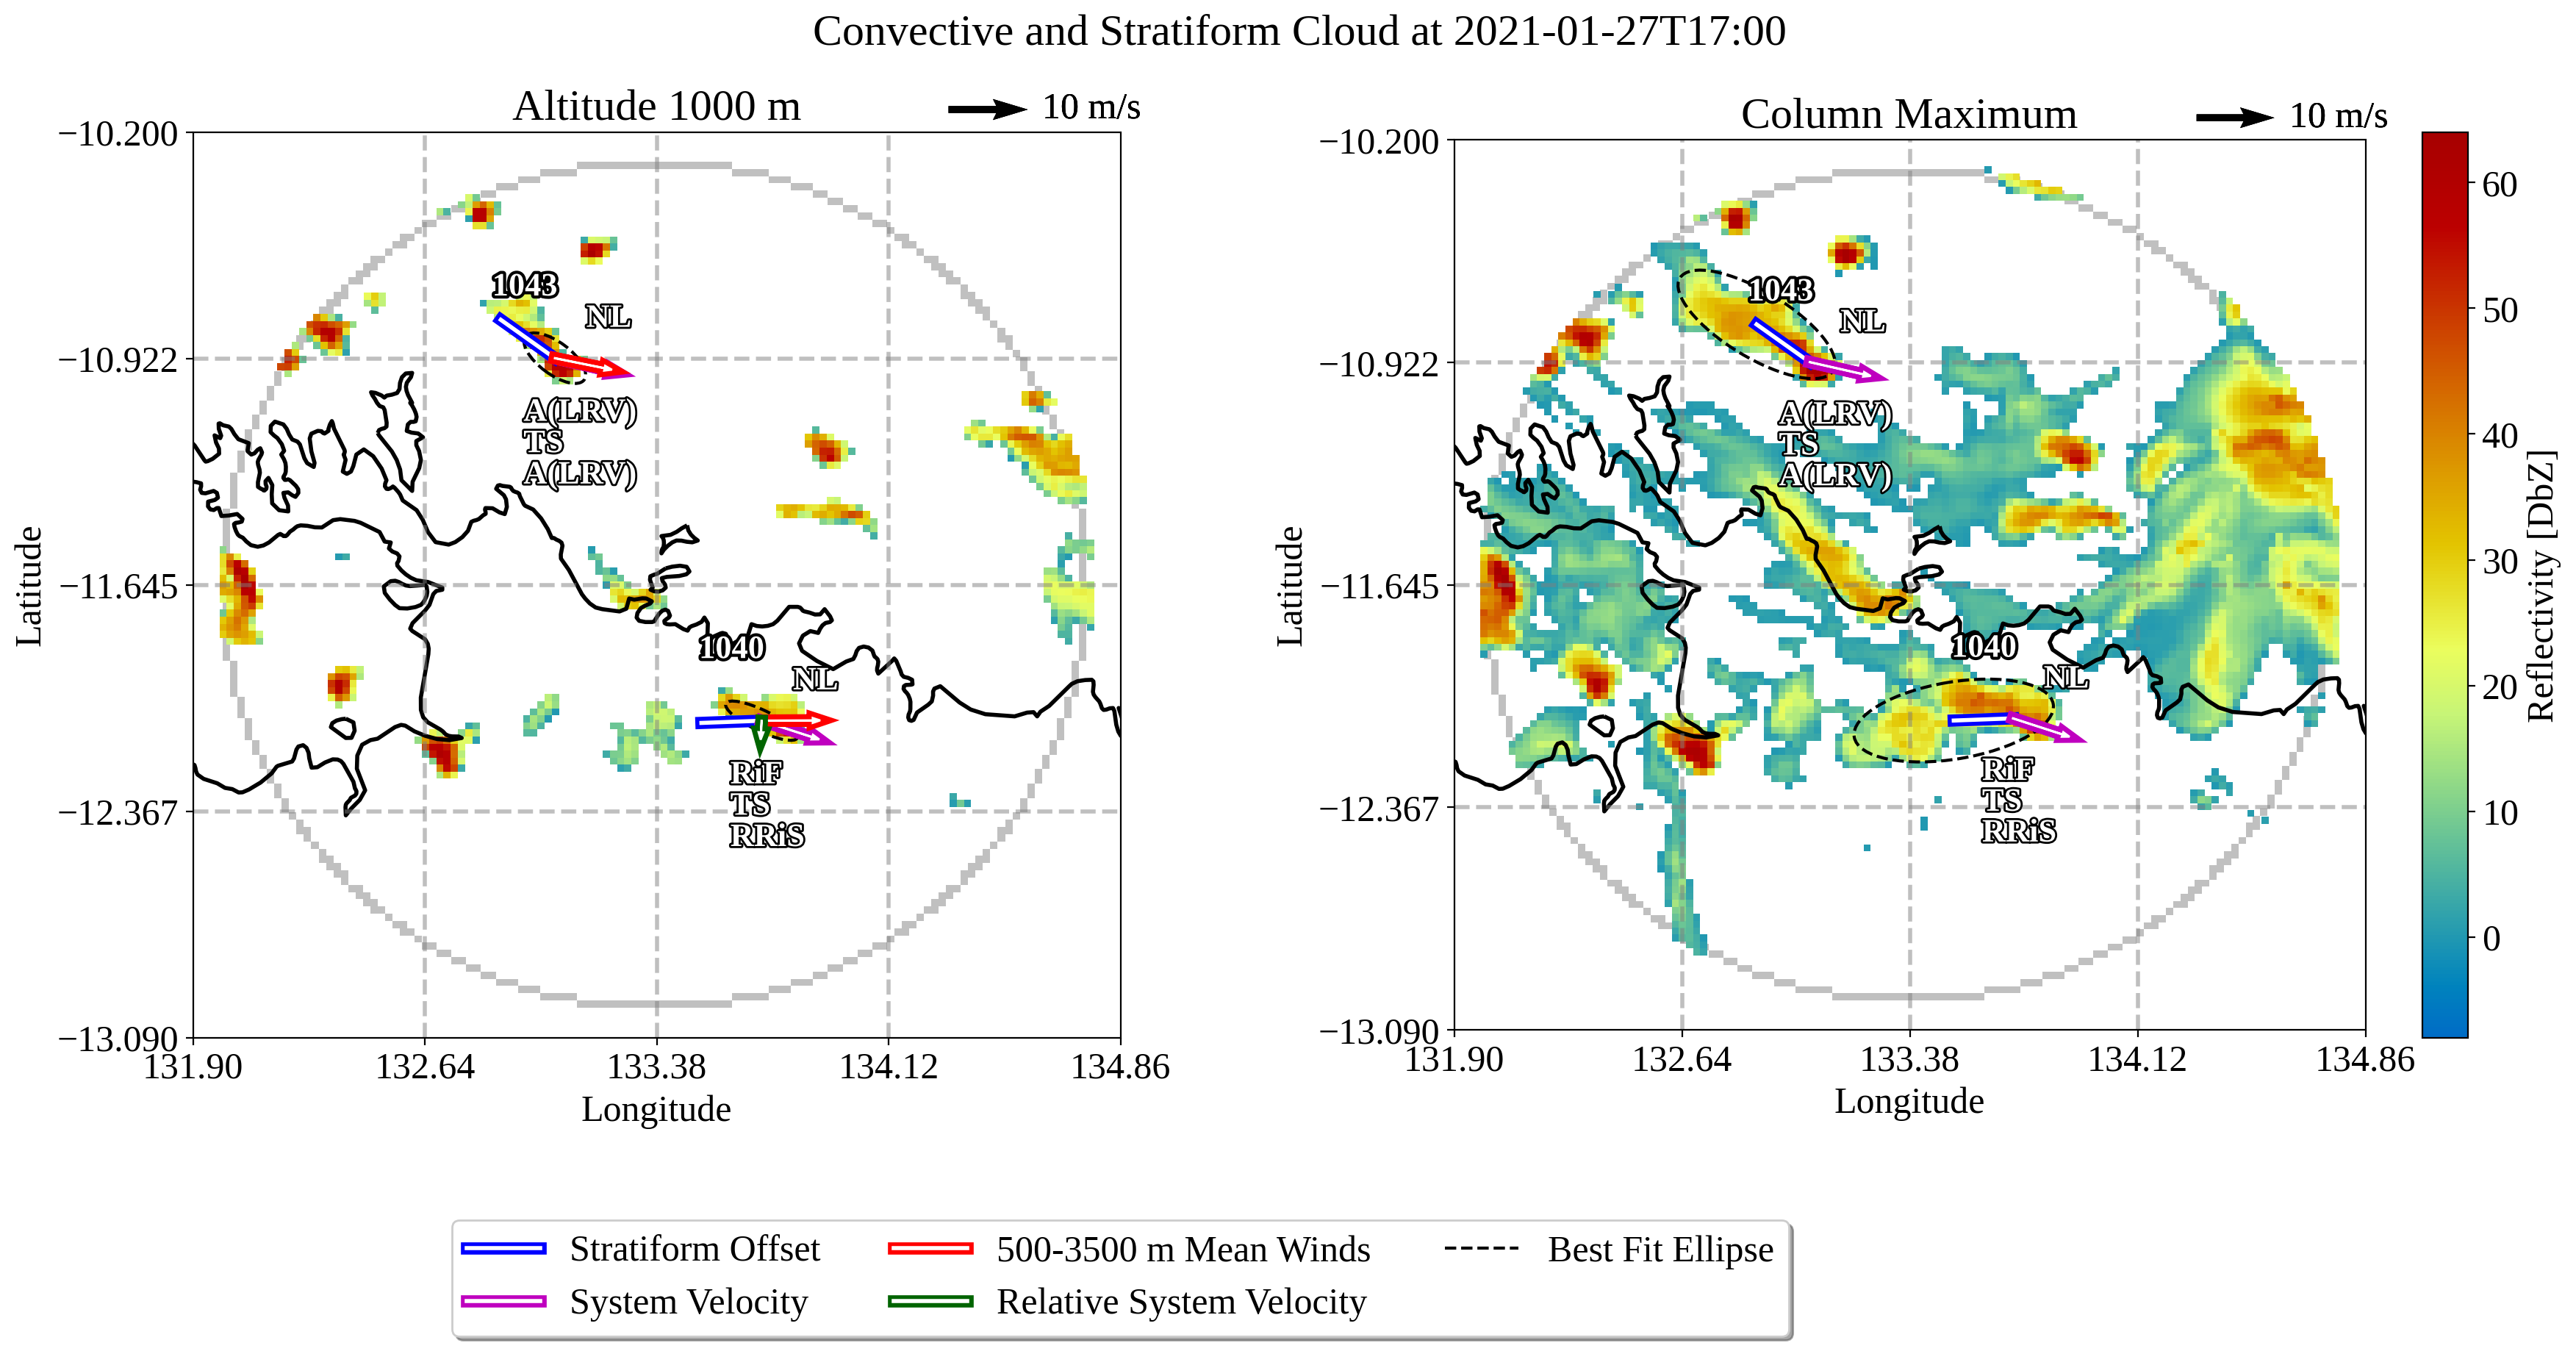 Convective and Stratiform Cloud at 2021-01-27T17:00
Altitude 1000 m
10 m/s
−10.200
−10.922
−11.645
−12.367
−13.090
Latitude
131.90
132.64
133.38
134.12
134.86
Longitude
1043
NL
A(LRV)
TS
A(LRV)
1040
NL
RiF
TS
RRiS
Column Maximum
10 m/s
−10.200
−10.922
−11.645
−12.367
−13.090
Latitude
131.90
132.64
133.38
134.12
134.86
Longitude
1043
NL
A(LRV)
TS
A(LRV)
1040
NL
RiF
TS
RRiS
60
50
40
30
20
10
0
Reflectivity [DbZ]
Stratiform Offset
System Velocity
500-3500 m Mean Winds
Relative System Velocity
Best Fit Ellipse